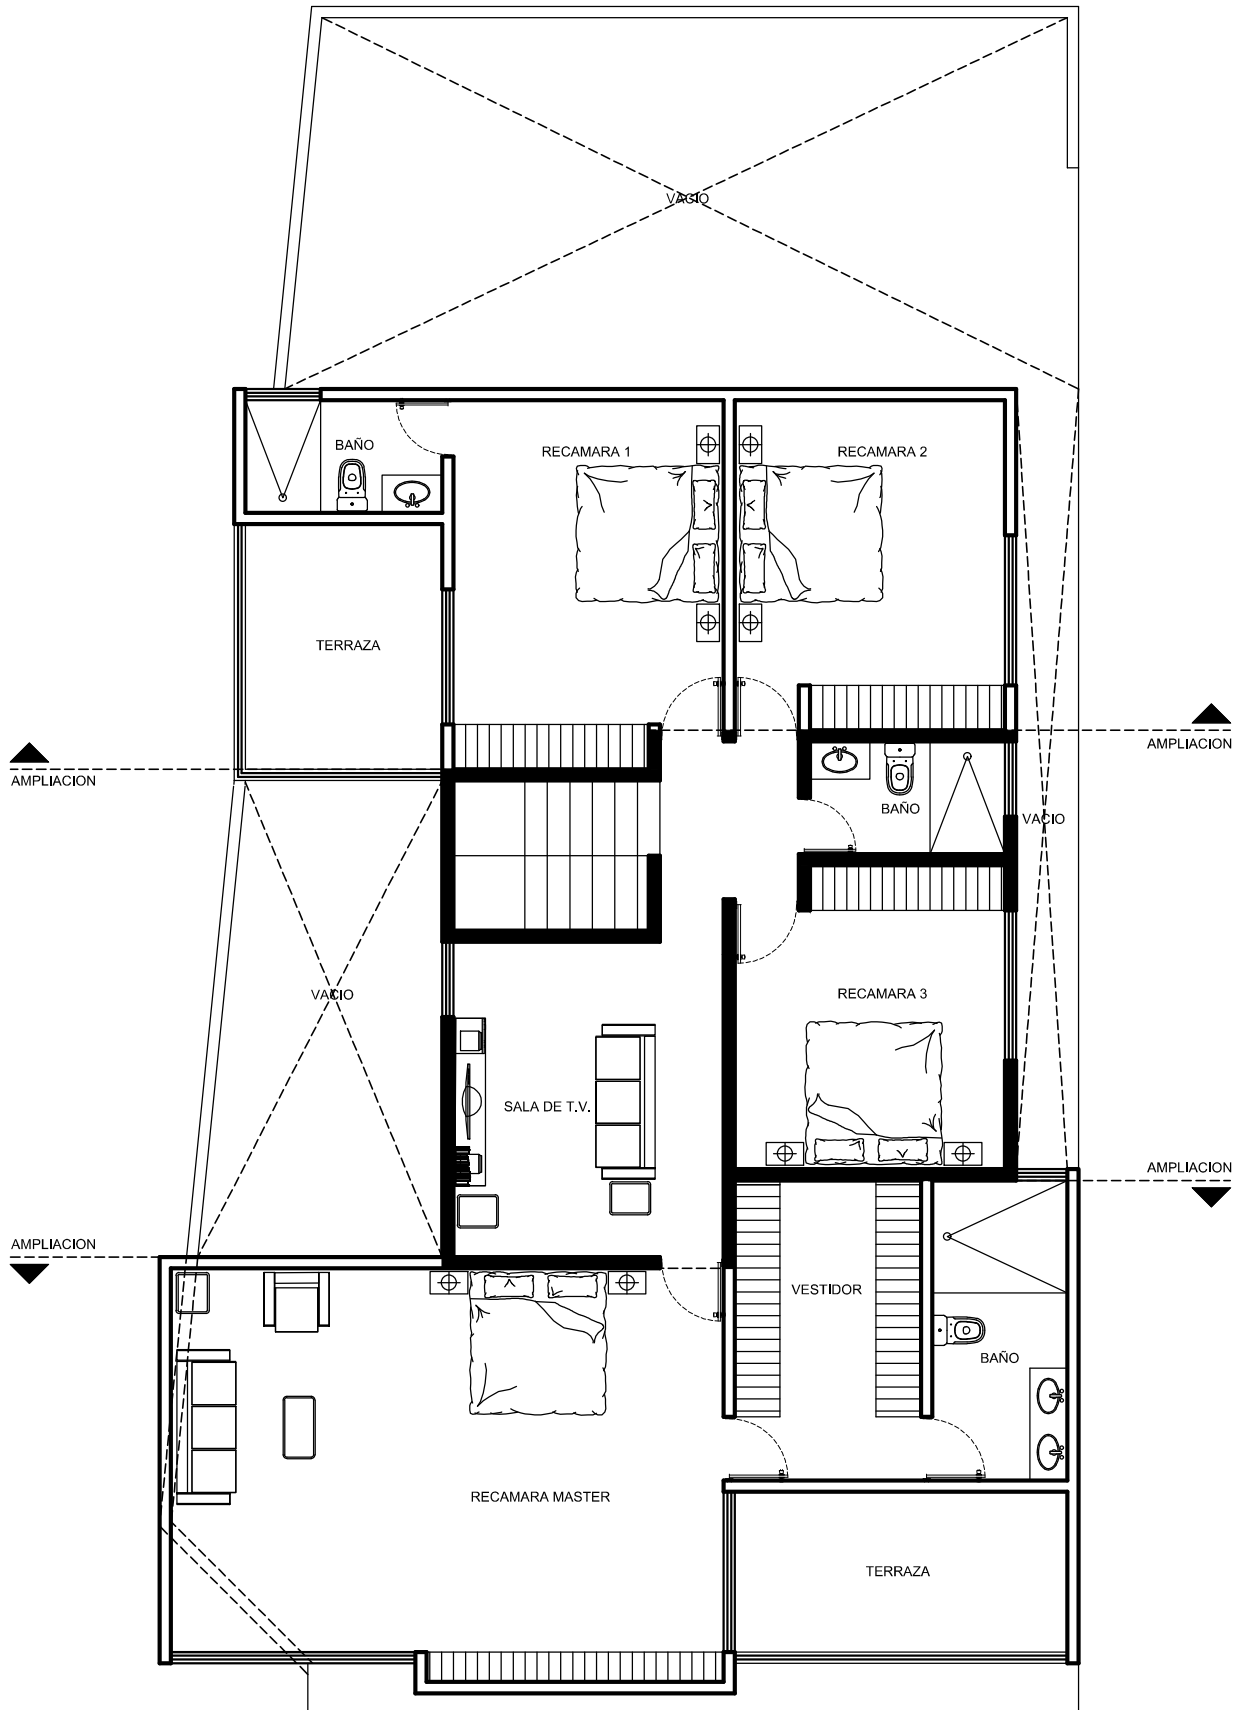 VACIO
BAÑO
RECAMARA 1
RECAMARA 2
TERRAZA
AMPLIACION
AMPLIACION
BAÑO
VACIO
VACIO
RECAMARA 3
SALA DE T.V.
AMPLIACION
AMPLIACION
VESTIDOR
BAÑO
RECAMARA MASTER
TERRAZA